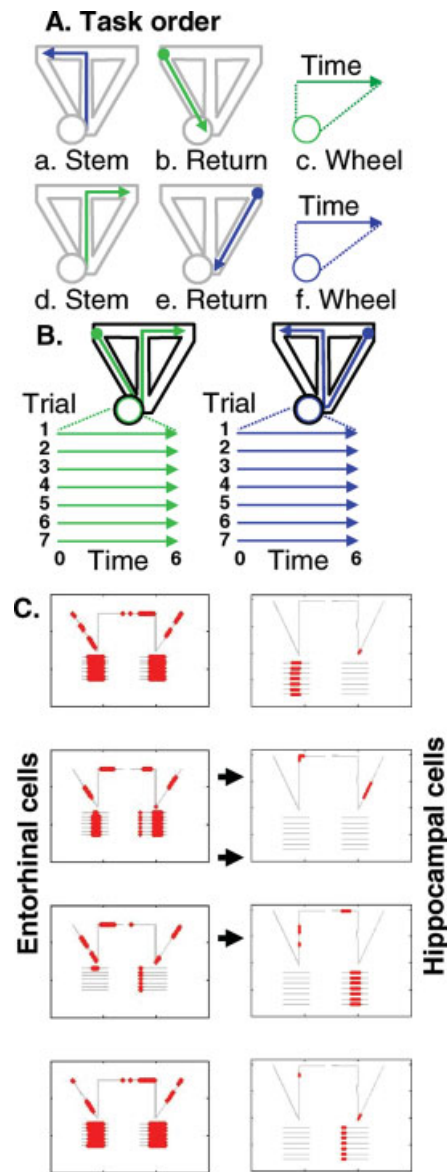 A. Task order
Time
a. Stem b. Return c. Wheel
Time
d. Stem e. Return f. Wheel
B.
Trial Trial
1 1
2 2
3 3
4 4
5 5
6 6
7 7
0 Time 6 0 Time 6
C.
Entorhinal cells
Hippocampal cells